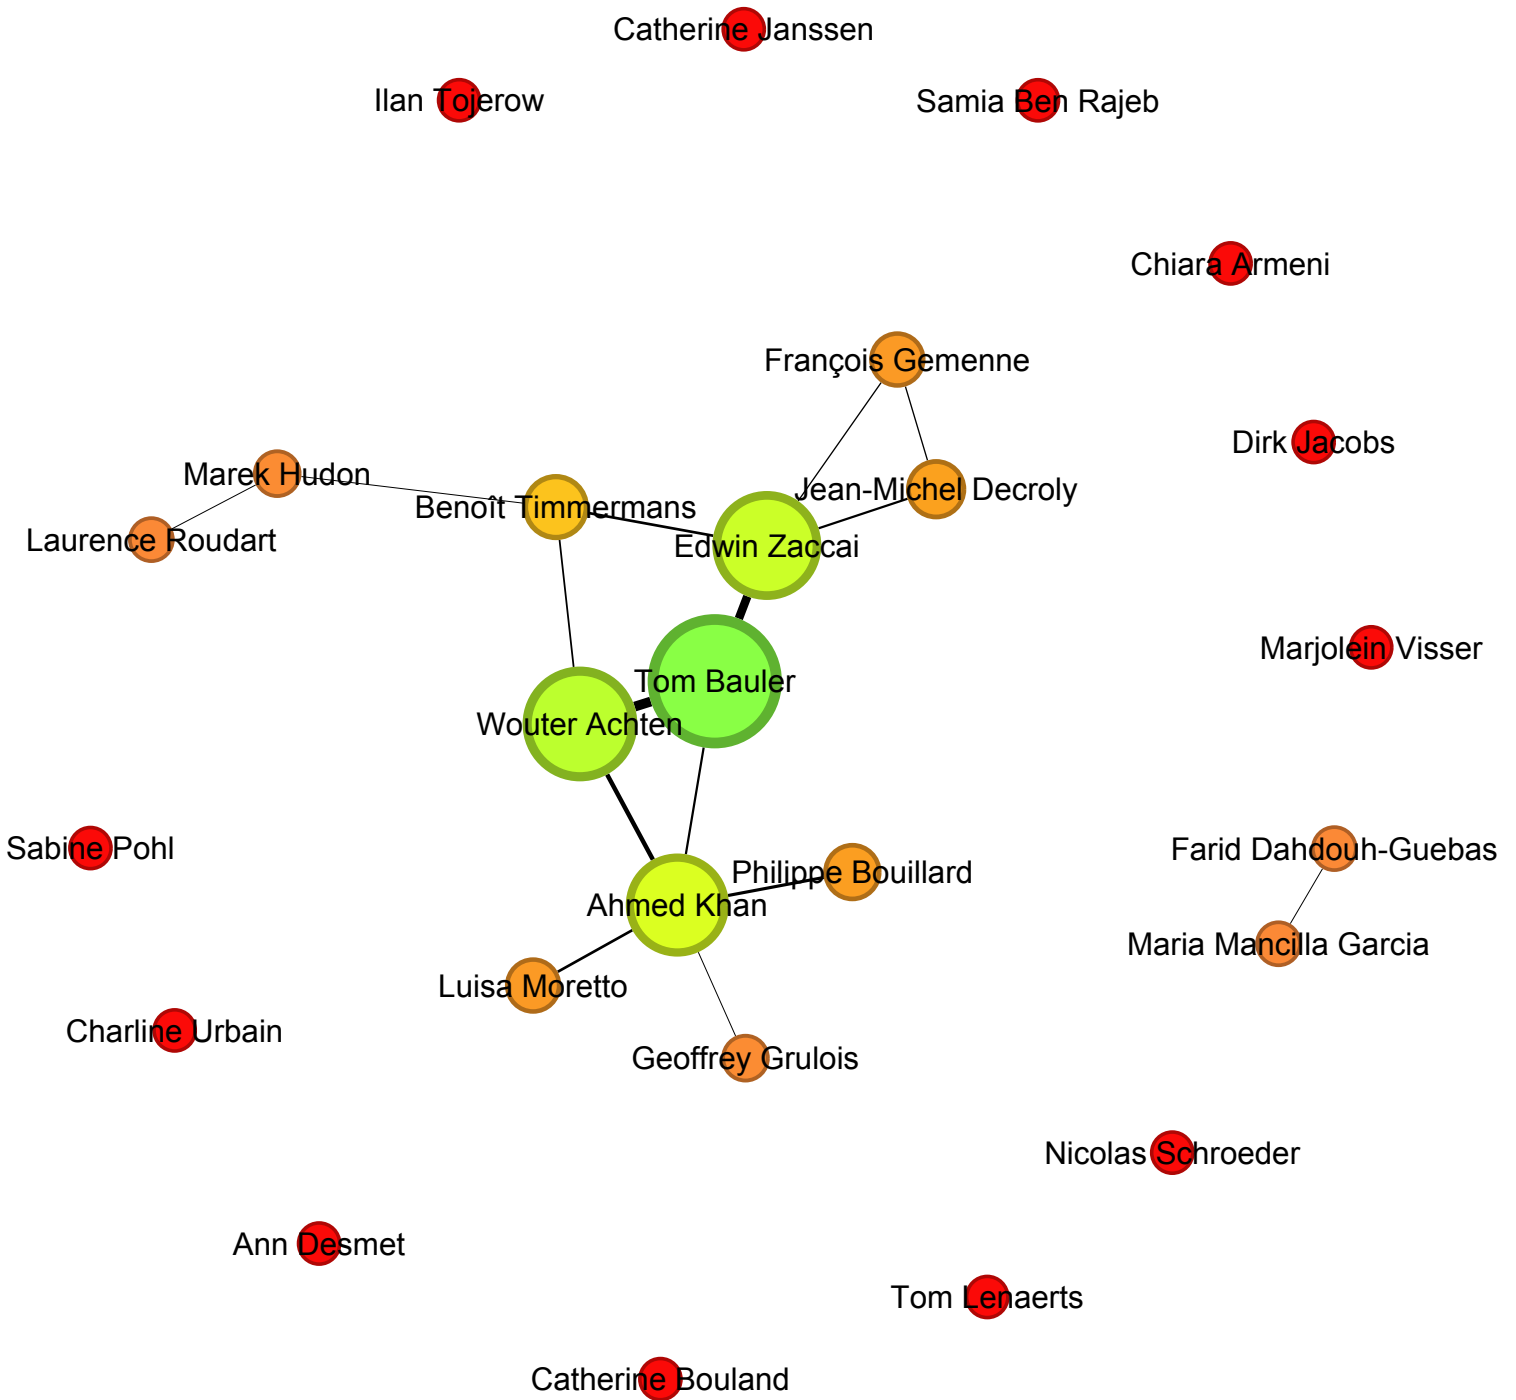 Catherine Janssen
Ilan Tojerow
Samia Ben Rajeb
Chiara Armeni
François Gemenne
Dirk Jacobs
Marek Hudon
Jean-Michel Decroly
Benoît Timmermans
Laurence Roudart
Edwin Zaccai
Marjolein Visser
Tom Bauler
Wouter Achten
Sabine Pohl
Farid Dahdouh-Guebas
Philippe Bouillard
Ahmed Khan
Maria Mancilla Garcia
Luisa Moretto
Charline Urbain
Geoffrey Grulois
Nicolas Schroeder
Ann Desmet
Tom Lenaerts
Catherine Bouland